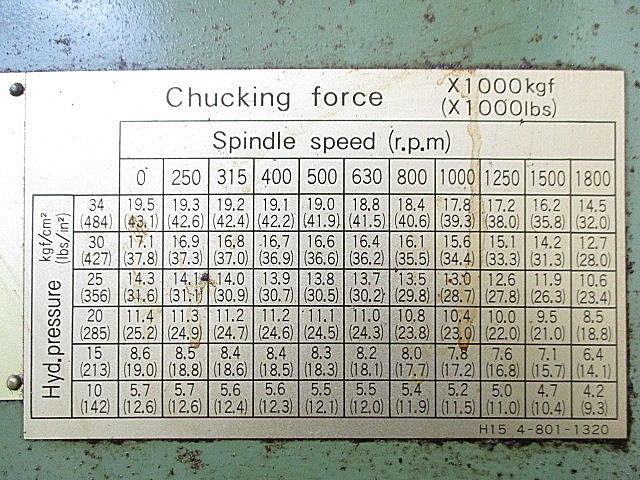 Chucking force X1000kgf
(X1000lbs)
Spindle speed (r.p.m)
0 250 315 400 500 630 800 1000 1250 1500 1800
Hyd.pressure kgf/cm² (lbs/in²)
34 19.5 19.3 19.2 19.1 19.0 18.8 18.4 17.8 17.2 16.2 14.5
(484) (43.1) (42.6) (42.4) (42.2) (41.9) (41.5) (40.6) (39.3) (38.0) (35.8) (32.0)
30 17.1 16.9 16.8 16.7 16.6 16.4 16.1 15.6 15.1 14.2 12.7
(427) (37.8) (37.3) (37.0) (36.9) (36.6) (36.2) (35.5) (34.4) (33.3) (31.3) (28.0)
25 14.3 14.1 14.0 13.9 13.8 13.7 13.5 13.0 12.6 11.9 10.6
(356) (31.6) (31.1) (30.9) (30.7) (30.5) (30.2) (29.8) (28.7) (27.8) (26.3) (23.4)
20 11.4 11.3 11.2 11.2 11.1 11.0 10.8 10.4 10.0 9.5 8.5
(285) (25.2) (24.9) (24.7) (24.6) (24.5) (24.3) (23.8) (23.0) (22.0) (21.0) (18.8)
15 8.6 8.5 8.4 8.4 8.3 8.2 8.0 7.8 7.6 7.1 6.4
(213) (19.0) (18.8) (18.6) (18.5) (18.3) (18.1) (17.7) (17.2) (16.8) (15.7) (14.1)
10 5.7 5.7 5.6 5.6 5.5 5.5 5.4 5.2 5.0 4.7 4.2
(142) (12.6) (12.6) (12.4) (12.3) (12.1) (12.0) (11.9) (11.5) (11.0) (10.4) (9.3)
H15 4-801-1320